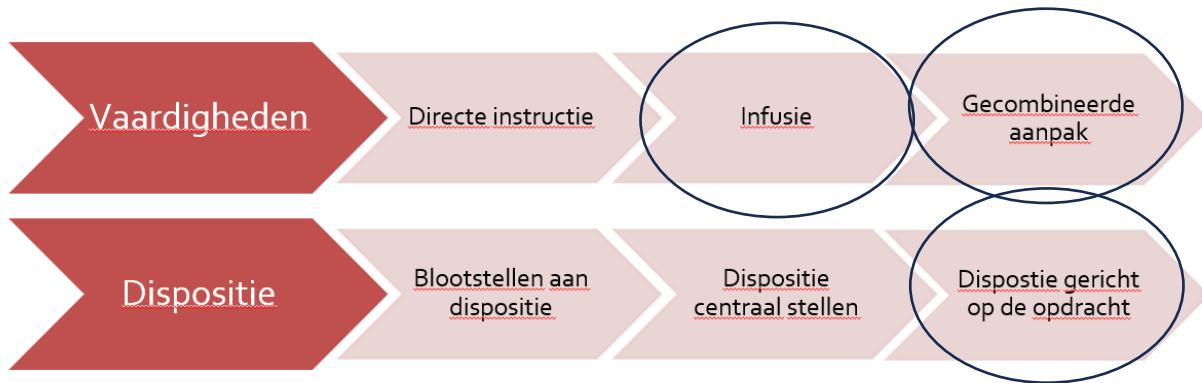 Vaardigheden
Directe instructie
Infusie
Gecombineerde
aanpak
Dispositie
Blootstellen aan
dispositie
Dispositie
centraal stellen
Dispostie gericht
op de opdracht